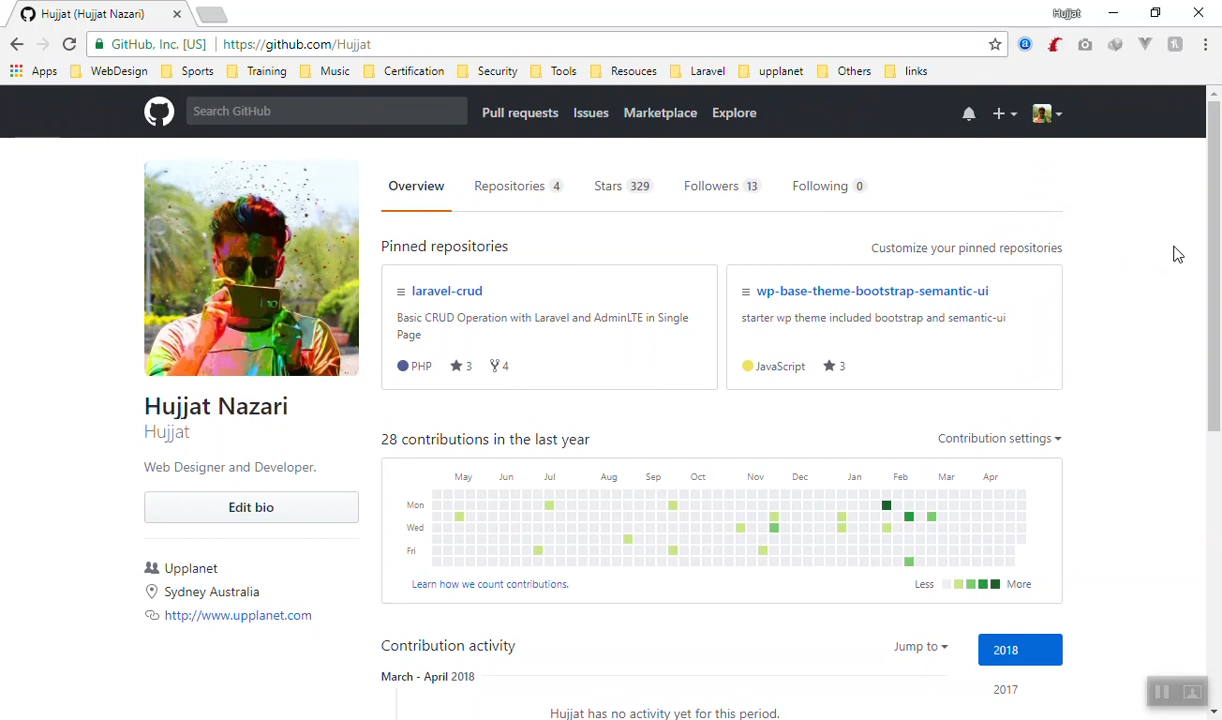 Hujjat (Hujjat Nazari)
Hujjat
GitHub, Inc. [US] https://github.com/Hujjat
Apps WebDesign Sports Training Music Certification Security Tools Resouces Laravel upplanet Others links
Search GitHub Pull requests Issues Marketplace Explore
Overview Repositories 4 Stars 329 Followers 13 Following 0
Pinned repositories Customize your pinned repositories
laravel-crud
Basic CRUD Operation with Laravel and AdminLTE in Single
Page
PHP 3 4
wp-base-theme-bootstrap-semantic-ui
starter wp theme included bootstrap and semantic-ui
JavaScript 3
Hujjat Nazari
Hujjat
Web Designer and Developer.
Edit bio
Upplanet
Sydney Australia
http://www.upplanet.com
28 contributions in the last year Contribution settings
May Jun Jul Aug Sep Oct Nov Dec Jan Feb Mar Apr
Mon
Wed
Fri
Learn how we count contributions. Less More
Contribution activity Jump to 2018
March - April 2018
2017
Hujjat has no activity yet for this period.